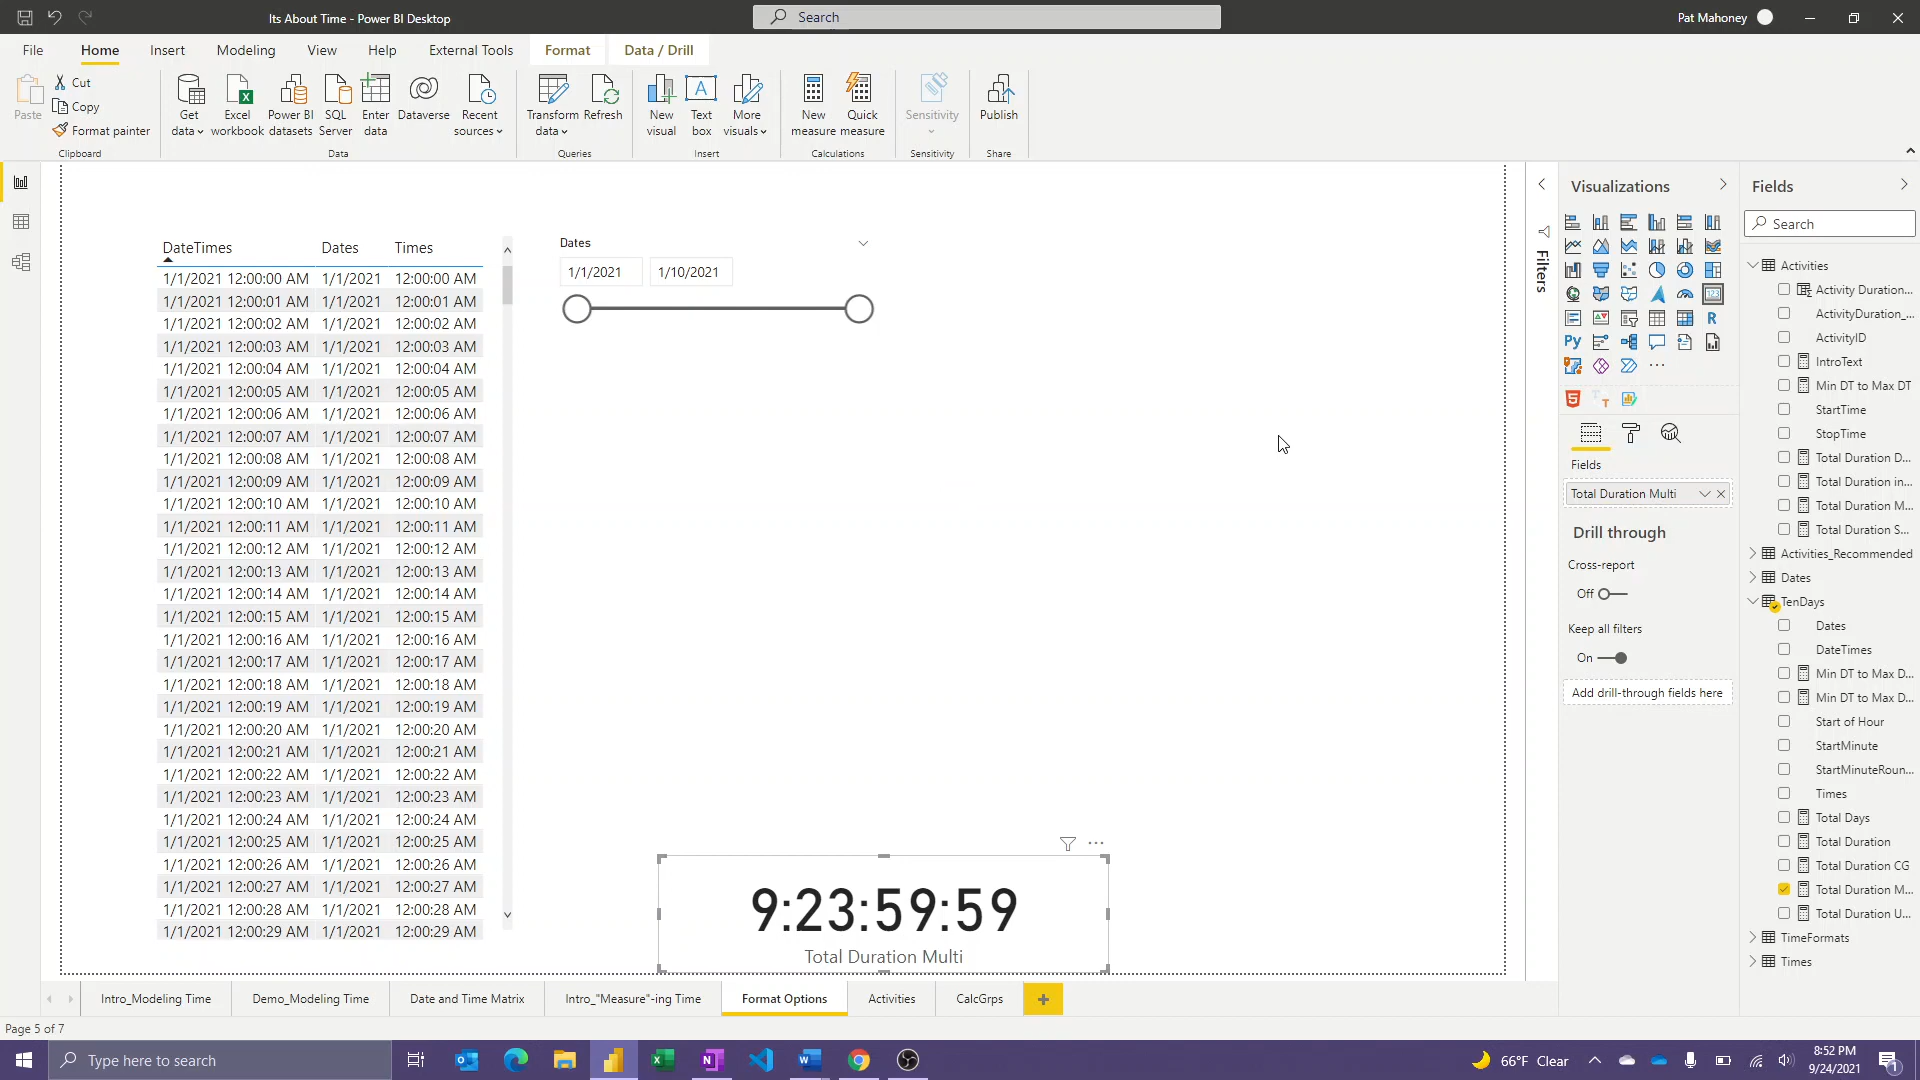 Its About Time - Power BI Desktop
Search
Pat Mahoney
File
Home
Insert
Modeling
View
Help
External Tools
Format
Data / Drill
Paste
Cut
Copy
Format painter
Clipboard
Get data
Excel workbook
Power BI datasets
SQL Server
Enter data
Dataverse
Recent sources
Data
Transform data
Refresh
Queries
New visual
Text box
More visuals
Insert
New measure
Quick measure
Calculations
Sensitivity
Sensitivity
Publish
Share
DateTimes Dates Times
1/1/2021 12:00:00 AM 1/1/2021 12:00:00 AM
1/1/2021 12:00:01 AM 1/1/2021 12:00:01 AM
1/1/2021 12:00:02 AM 1/1/2021 12:00:02 AM
1/1/2021 12:00:03 AM 1/1/2021 12:00:03 AM
1/1/2021 12:00:04 AM 1/1/2021 12:00:04 AM
1/1/2021 12:00:05 AM 1/1/2021 12:00:05 AM
1/1/2021 12:00:06 AM 1/1/2021 12:00:06 AM
1/1/2021 12:00:07 AM 1/1/2021 12:00:07 AM
1/1/2021 12:00:08 AM 1/1/2021 12:00:08 AM
1/1/2021 12:00:09 AM 1/1/2021 12:00:09 AM
1/1/2021 12:00:10 AM 1/1/2021 12:00:10 AM
1/1/2021 12:00:11 AM 1/1/2021 12:00:11 AM
1/1/2021 12:00:12 AM 1/1/2021 12:00:12 AM
1/1/2021 12:00:13 AM 1/1/2021 12:00:13 AM
1/1/2021 12:00:14 AM 1/1/2021 12:00:14 AM
1/1/2021 12:00:15 AM 1/1/2021 12:00:15 AM
1/1/2021 12:00:16 AM 1/1/2021 12:00:16 AM
1/1/2021 12:00:17 AM 1/1/2021 12:00:17 AM
1/1/2021 12:00:18 AM 1/1/2021 12:00:18 AM
1/1/2021 12:00:19 AM 1/1/2021 12:00:19 AM
1/1/2021 12:00:20 AM 1/1/2021 12:00:20 AM
1/1/2021 12:00:21 AM 1/1/2021 12:00:21 AM
1/1/2021 12:00:22 AM 1/1/2021 12:00:22 AM
1/1/2021 12:00:23 AM 1/1/2021 12:00:23 AM
1/1/2021 12:00:24 AM 1/1/2021 12:00:24 AM
1/1/2021 12:00:25 AM 1/1/2021 12:00:25 AM
1/1/2021 12:00:26 AM 1/1/2021 12:00:26 AM
1/1/2021 12:00:27 AM 1/1/2021 12:00:27 AM
1/1/2021 12:00:28 AM 1/1/2021 12:00:28 AM
1/1/2021 12:00:29 AM 1/1/2021 12:00:29 AM
Dates
1/1/2021 1/10/2021
9:23:59:59
Total Duration Multi
Filters
Visualizations
123
R
Py
Fields
Total Duration Multi
Drill through
Cross-report
Off
Keep all filters
On
Add drill-through fields here
Fields
Search
Activities
Activity Duration...
ActivityDuration_...
ActivityID
IntroText
Min DT to Max DT
StartTime
StopTime
Total Duration D...
Total Duration in...
Total Duration M...
Total Duration S...
Activities_Recommended
Dates
TenDays
Dates
DateTimes
Min DT to Max D...
Min DT to Max D...
Start of Hour
StartMinute
StartMinuteRoun...
Times
Total Days
Total Duration
Total Duration CG
Total Duration M...
Total Duration U...
TimeFormats
Times
Intro_Modeling Time
Demo_Modeling Time
Date and Time Matrix
Intro_"Measure"-ing Time
Format Options
Activities
CalcGrps
Page 5 of 7
Type here to search
66°F Clear
8:52 PM
9/24/2021
1